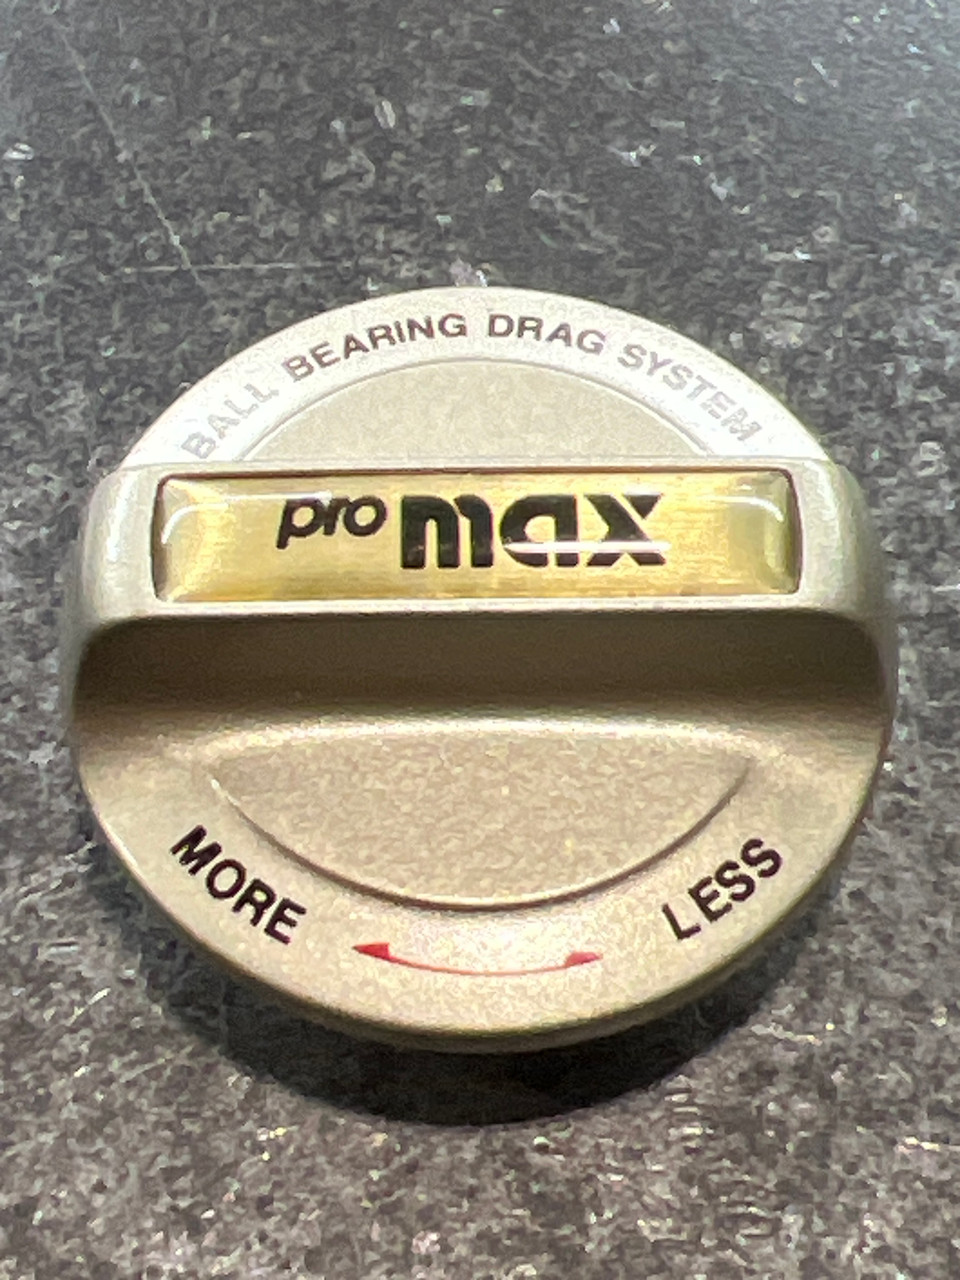 BALL BEARING DRAG SYSTEM
pro max
MORE
LESS